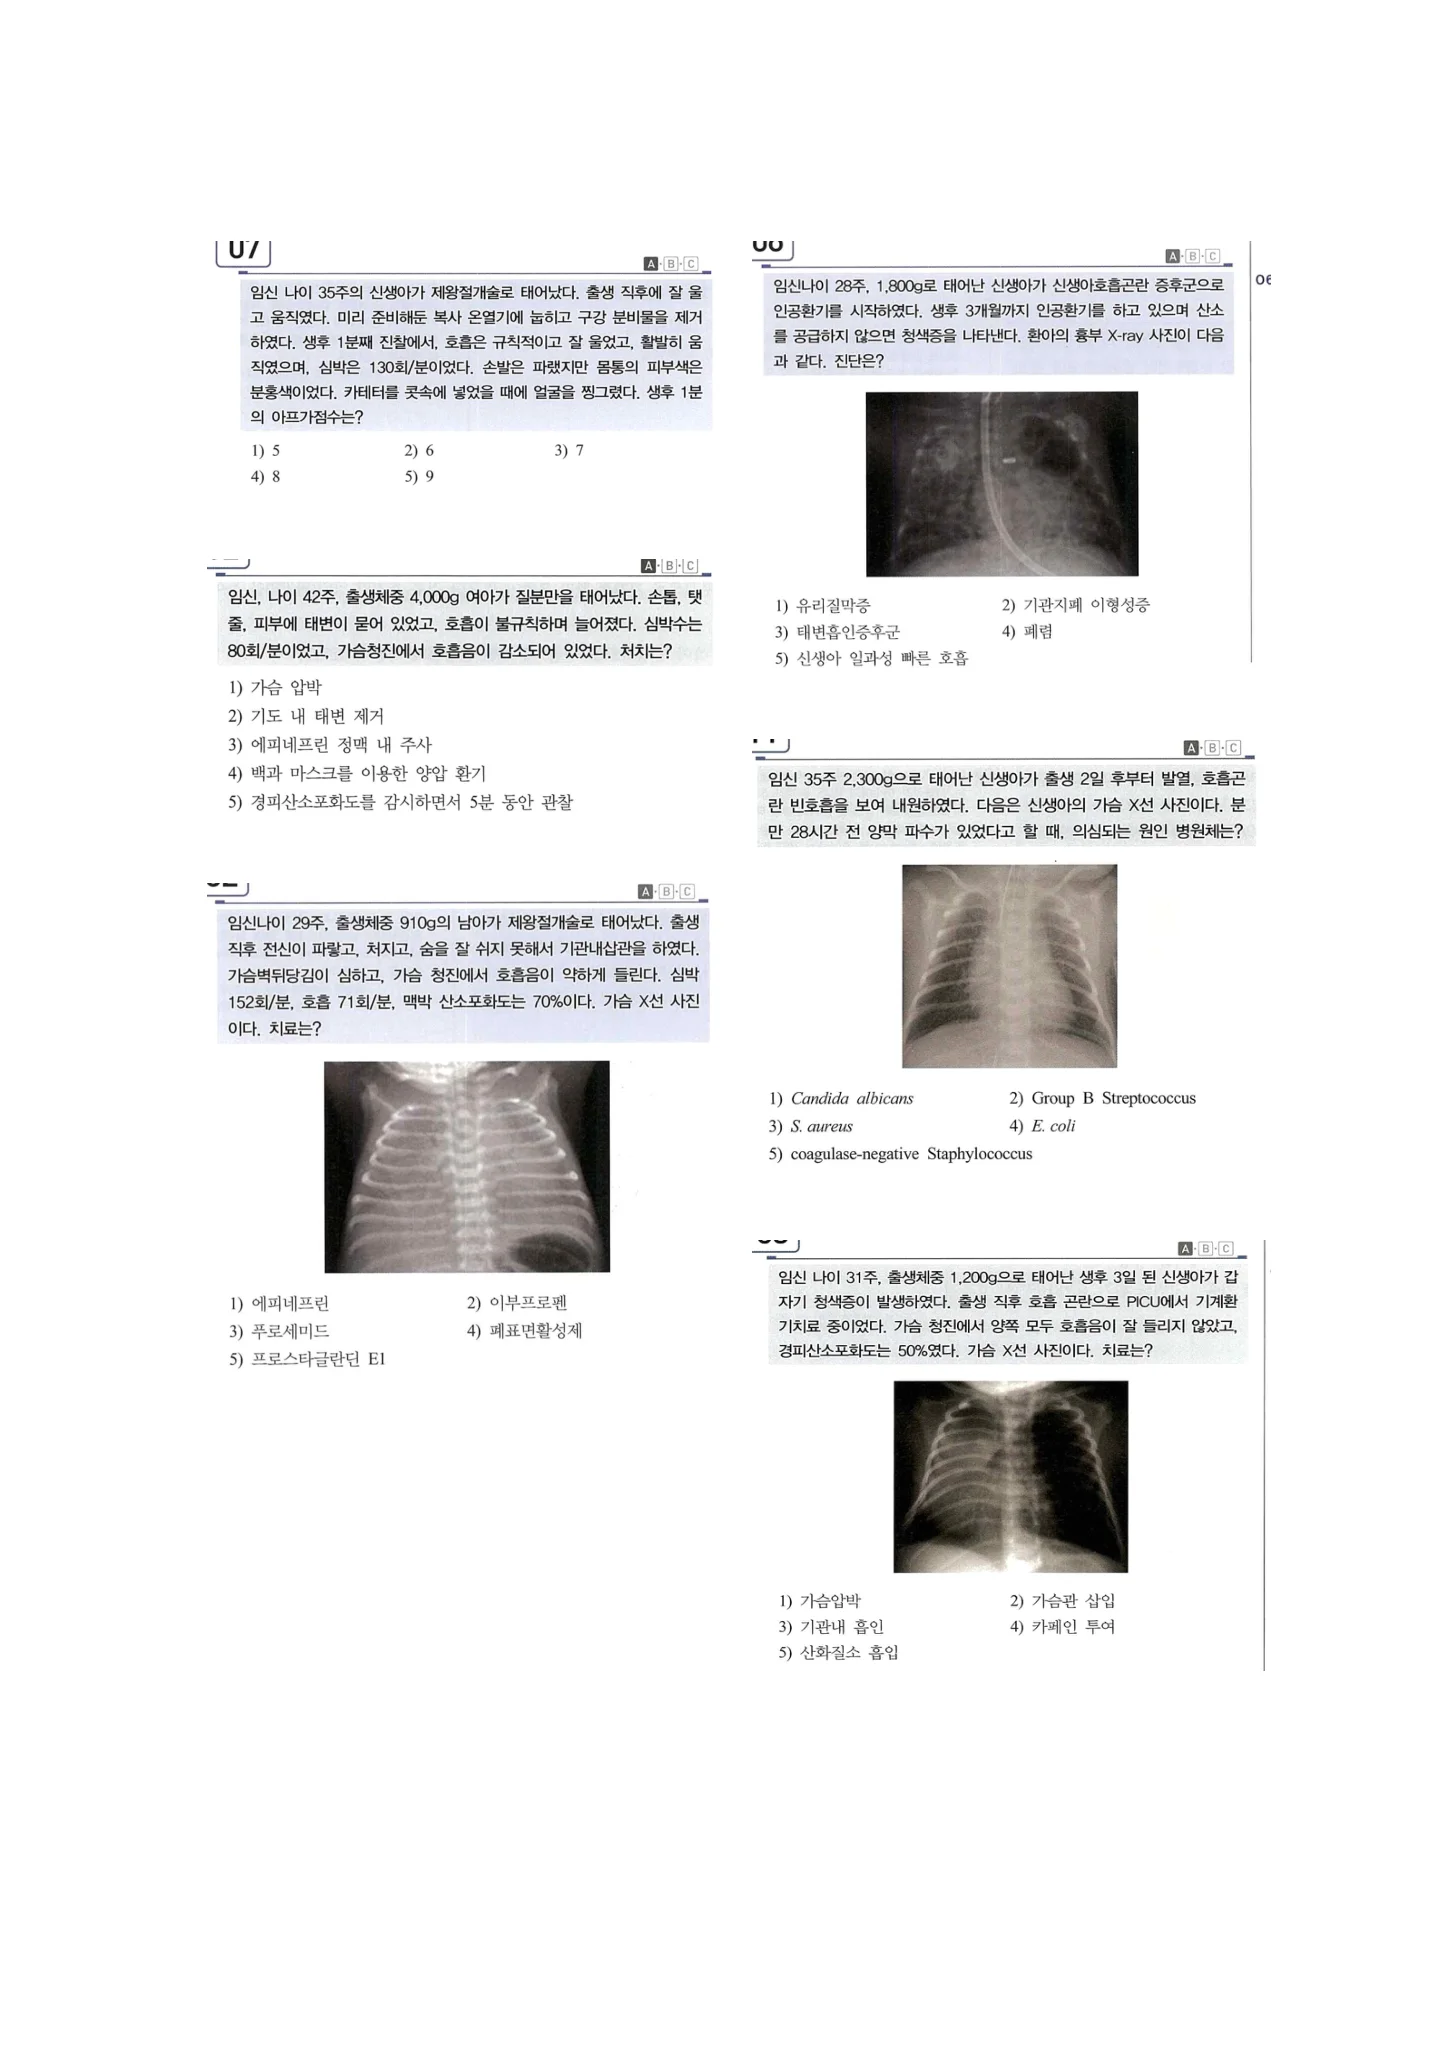 07
A·B·C
임신 나이 35주의 신생아가 제왕절개술로 태어났다. 출생 직후에 잘 울
고 움직였다. 미리 준비해둔 복사 온열기에 눕히고 구강 분비물을 제거
하였다. 생후 1분째 진찰에서, 호흡은 규칙적이고 잘 울었고, 활발히 움
직였으며, 심박은 130회/분이었다. 손발은 파랬지만 몸통의 피부색은
분홍색이었다. 카테터를 콧속에 넣었을 때에 얼굴을 찡그렸다. 생후 1분
의 아프가점수는?
1) 5 2) 6 3) 7
4) 8 5) 9
A·B·C
임신, 나이 42주, 출생체중 4,000g 여아가 질분만을 태어났다. 손톱, 탯
줄, 피부에 태변이 묻어 있었고, 호흡이 불규칙하며 늘어졌다. 심박수는
80회/분이었고, 가슴청진에서 호흡음이 감소되어 있었다. 처치는?
1) 가슴 압박
2) 기도 내 태변 제거
3) 에피네프린 정맥 내 주사
4) 백과 마스크를 이용한 양압 환기
5) 경피산소포화도를 감시하면서 5분 동안 관찰
A·B·C
임신나이 29주, 출생체중 910g의 남아가 제왕절개술로 태어났다. 출생
직후 전신이 파랗고, 처지고, 숨을 잘 쉬지 못해서 기관내삽관을 하였다.
가슴벽뒤당김이 심하고, 가슴 청진에서 호흡음이 약하게 들린다. 심박
152회/분, 호흡 71회/분, 맥박 산소포화도는 70%이다. 가슴 X선 사진
이다. 치료는?
1) 에피네프린 2) 이부프로펜
3) 푸로세미드 4) 폐표면활성제
5) 프로스타글란딘 E1
A·B·C
06
임신나이 28주, 1,800g로 태어난 신생아가 신생아호흡곤란 증후군으로
인공환기를 시작하였다. 생후 3개월까지 인공환기를 하고 있으며 산소
를 공급하지 않으면 청색증을 나타낸다. 환아의 흉부 X-ray 사진이 다음
과 같다. 진단은?
1) 유리질막증 2) 기관지폐 이형성증
3) 태변흡인증후군 4) 폐렴
5) 신생아 일과성 빠른 호흡
A·B·C
임신 35주 2,300g으로 태어난 신생아가 출생 2일 후부터 발열, 호흡곤
란 빈호흡을 보여 내원하였다. 다음은 신생아의 가슴 X선 사진이다. 분
만 28시간 전 양막 파수가 있었다고 할 때, 의심되는 원인 병원체는?
1) Candida albicans 2) Group B Streptococcus
3) S. aureus 4) E. coli
5) coagulase-negative Staphylococcus
A·B·C
임신 나이 31주, 출생체중 1,200g으로 태어난 생후 3일 된 신생아가 갑
자기 청색증이 발생하였다. 출생 직후 호흡 곤란으로 PICU에서 기계환
기치료 중이었다. 가슴 청진에서 양쪽 모두 호흡음이 잘 들리지 않았고,
경피산소포화도는 50%였다. 가슴 X선 사진이다. 치료는?
1) 가슴압박 2) 가슴관 삽입
3) 기관내 흡인 4) 카페인 투여
5) 산화질소 흡입